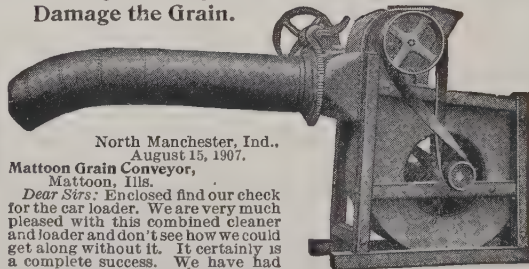 Damage the Grain.
North Manchester, Ind.,
August 15, 1907.
Mattoon Grain Conveyor,
Mattoon, Ills.
Dear Sirs: Enclosed find our check
for the car loader. We are very much
pleased with this combined cleaner
and loader and don't see how we could
get along without it. It certainly is
a complete success. We have had